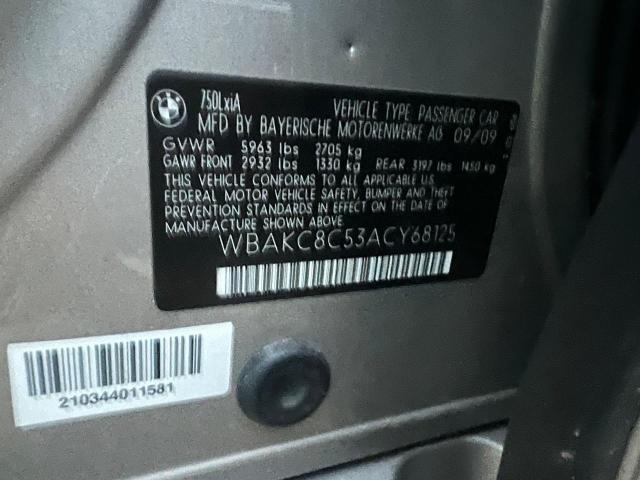 BMW
750LxiA VEHICLE TYPE PASSENGER CAR
MFD BY BAYERISCHE MOTORENWERKE AG 09/09
GVWR 5963 lbs 2705 kg
GAWR FRONT 2932 lbs 1330 kg REAR 3197 lbs 1450 kg
THIS VEHICLE CONFORMS TO ALL APPLICABLE U.S.
FEDERAL MOTOR VEHICLE SAFETY, BUMPER AND THEFT
PREVENTION STANDARDS IN EFFECT ON THE DATE OF
MANUFACTURE SHOWN ABOVE
WBAKC8C53ACY68125
210344011581